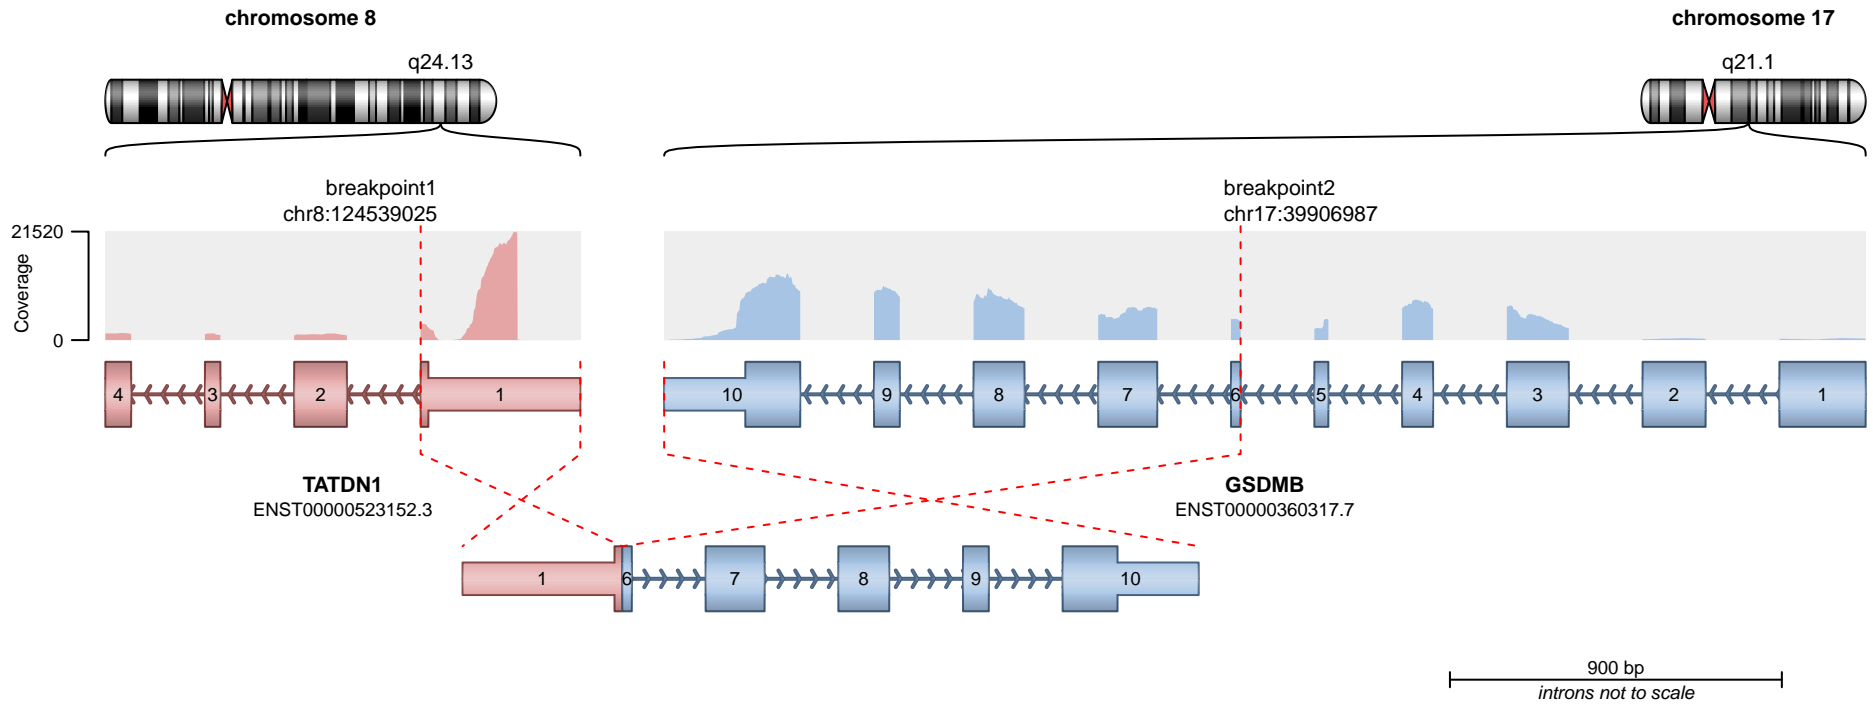 chromosome 8
chromosome 17
q24.13
q21.1
breakpoint1
chr8:124539025
breakpoint2
chr17:39906987
21520
Coverage
0
4 3 2 1
10 9 8 7 6 5 4 3 2 1
TATDN1
ENST00000523152.3
GSDMB
ENST00000360317.7
1 6 7 8 9 10
900 bp
introns not to scale